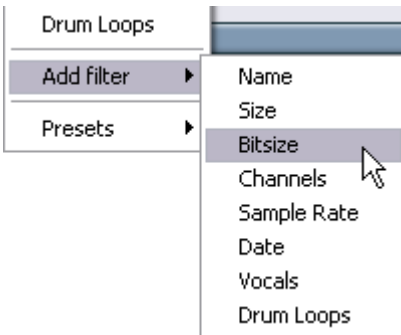 Drum Loops
Add filter
Presets
Name
Size
Bitsize
Channels
Sample Rate
Date
Vocals
Drum Loops